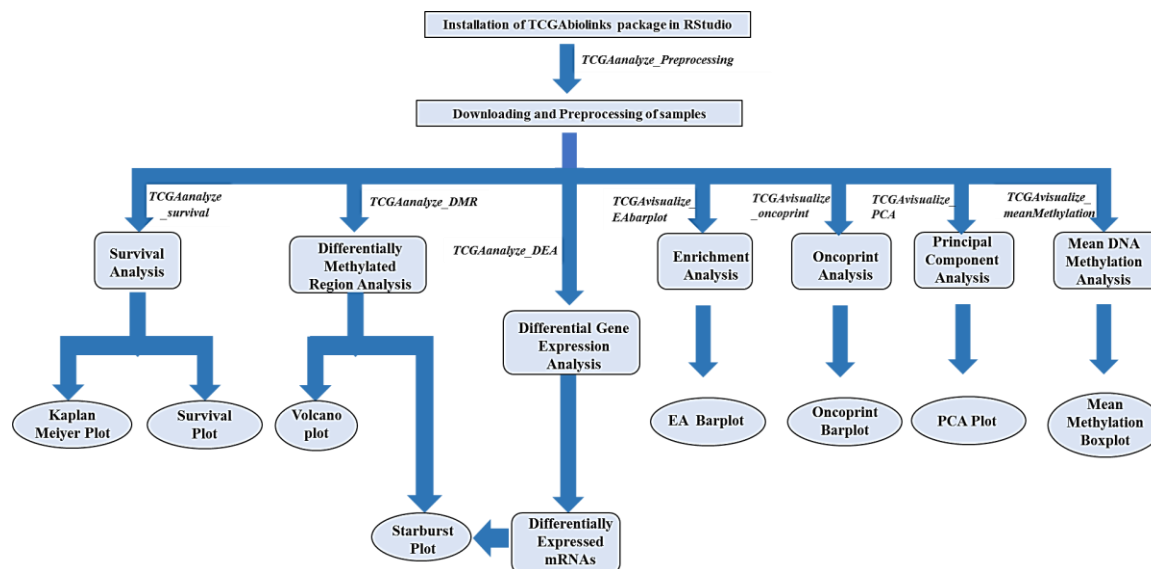 Installation of TCGAbiolinks package in RStudio
TCGAanalyze_Preprocessing
Downloading and Preprocessing of samples
TCGAanalyze
_survival
TCGAanalyze_DMR
TCGAanalyze_DEA
TCGAvisualize_
EAbarplot
TCGAvisualize
_oncoprint
TCGAvisualize_
PCA
TCGAvisualize_
meanMethylation
Survival
Analysis
Differentially
Methylated
Region Analysis
Differential Gene
Expression
Analysis
Enrichment
Analysis
Oncoprint
Analysis
Principal
Component
Analysis
Mean DNA
Methylation
Analysis
Kaplan
Meiyer Plot
Survival
Plot
Volcano
plot
EA Barplot
Oncoprint
Barplot
PCA Plot
Mean
Methylation
Boxplot
Starburst
Plot
Differentially
Expressed
mRNAs